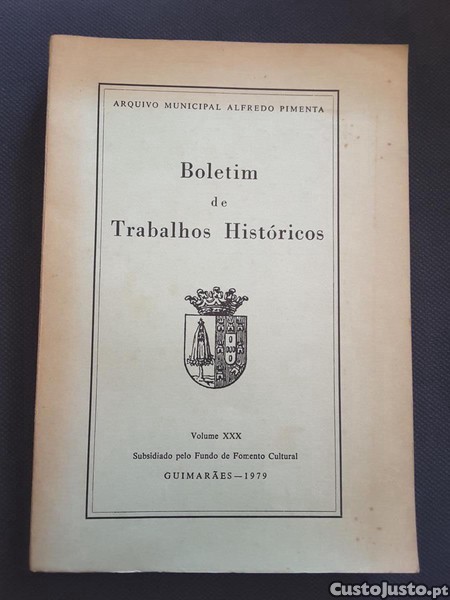 ARQUIVO MUNICIPAL ALFREDO PIMENTA
Boletim
de
Trabalhos Históricos
Volume XXX
Subsidiado pelo Fundo de Fomento Cultural
GUIMARÃES—1979
CustoJusto.pt